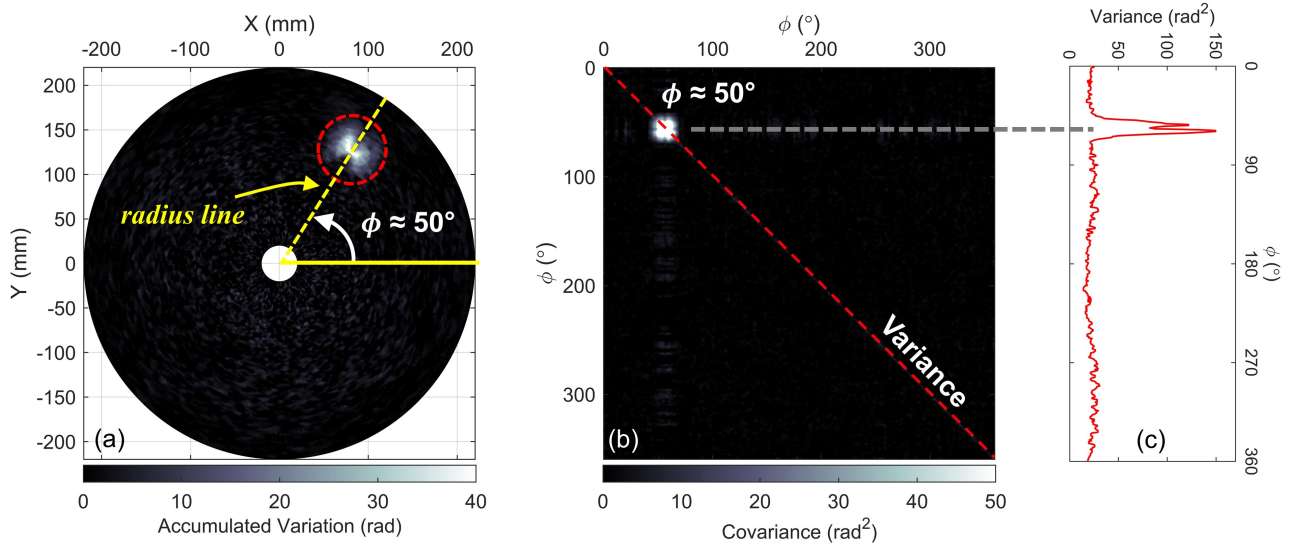 X (mm)
-200 -100 0 100 200
Y (mm)
200
150
100
50
0
-50
-100
-150
-200
radius line
ϕ ≈ 50°
(a)
0 10 20 30 40
Accumulated Variation (rad)
ϕ (°)
0 100 200 300
ϕ (°)
0
100
200
300
ϕ ≈ 50°
Variance
(b)
0 10 20 30 40 50
Covariance (rad²)
Variance (rad²)
0 50 100 150
0
90
180
270
360
ϕ (°)
(c)